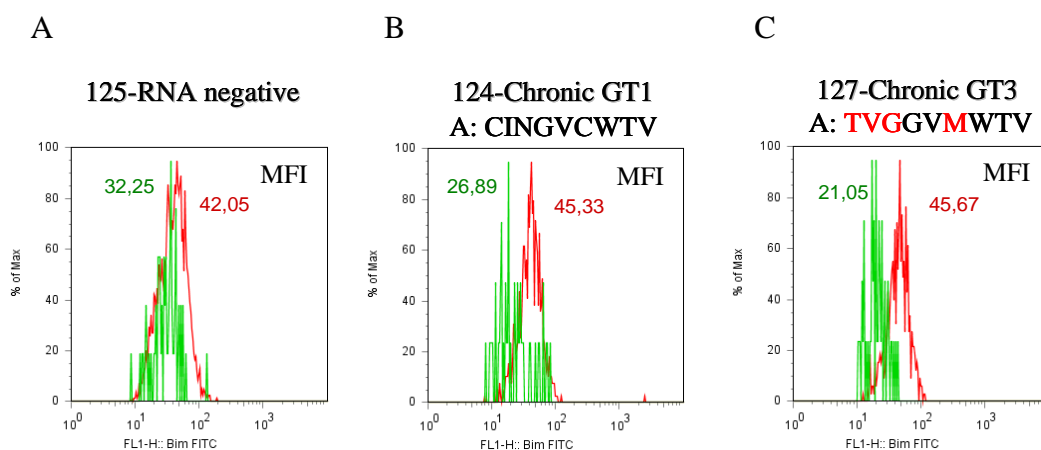 A
125-RNA negative
MFI
32,25
42,05
100
80
60
40
20
0
% of Max
10⁰ 10¹ 10² 10³
FL1-H:: Bim FITC
B
124-Chronic GT1
A: CINGVCWTV
MFI
26,89
45,33
100
80
60
40
20
0
% of Max
10⁰ 10¹ 10² 10³
FL1-H:: Bim FITC
C
127-Chronic GT3
A: TVGGVMWTV
MFI
21,05
45,67
100
80
60
40
20
0
% of Max
10⁰ 10¹ 10² 10³
FL1-H:: Bim FITC